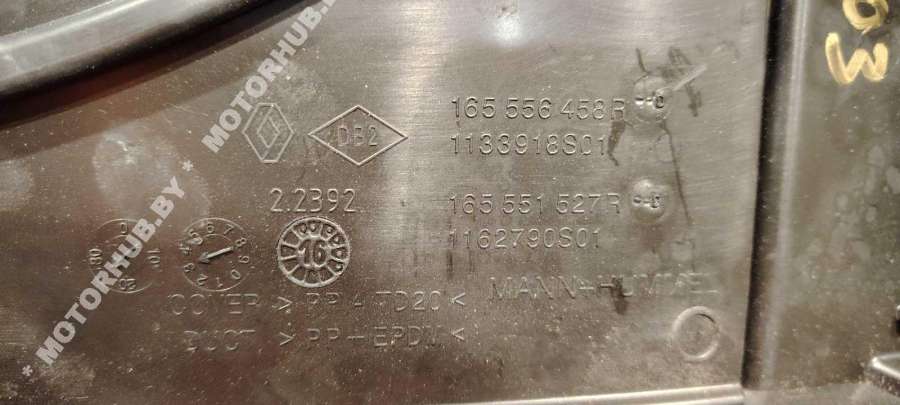 165 556 458R
DB2
1133918S01
2.2392
165 551 527R
1162790S01
16
MANN+HUMMEL
COVER > PP+TD20 <
DUCT > PP+EPDM <
MOTORHUB.BY * MOTORHUB